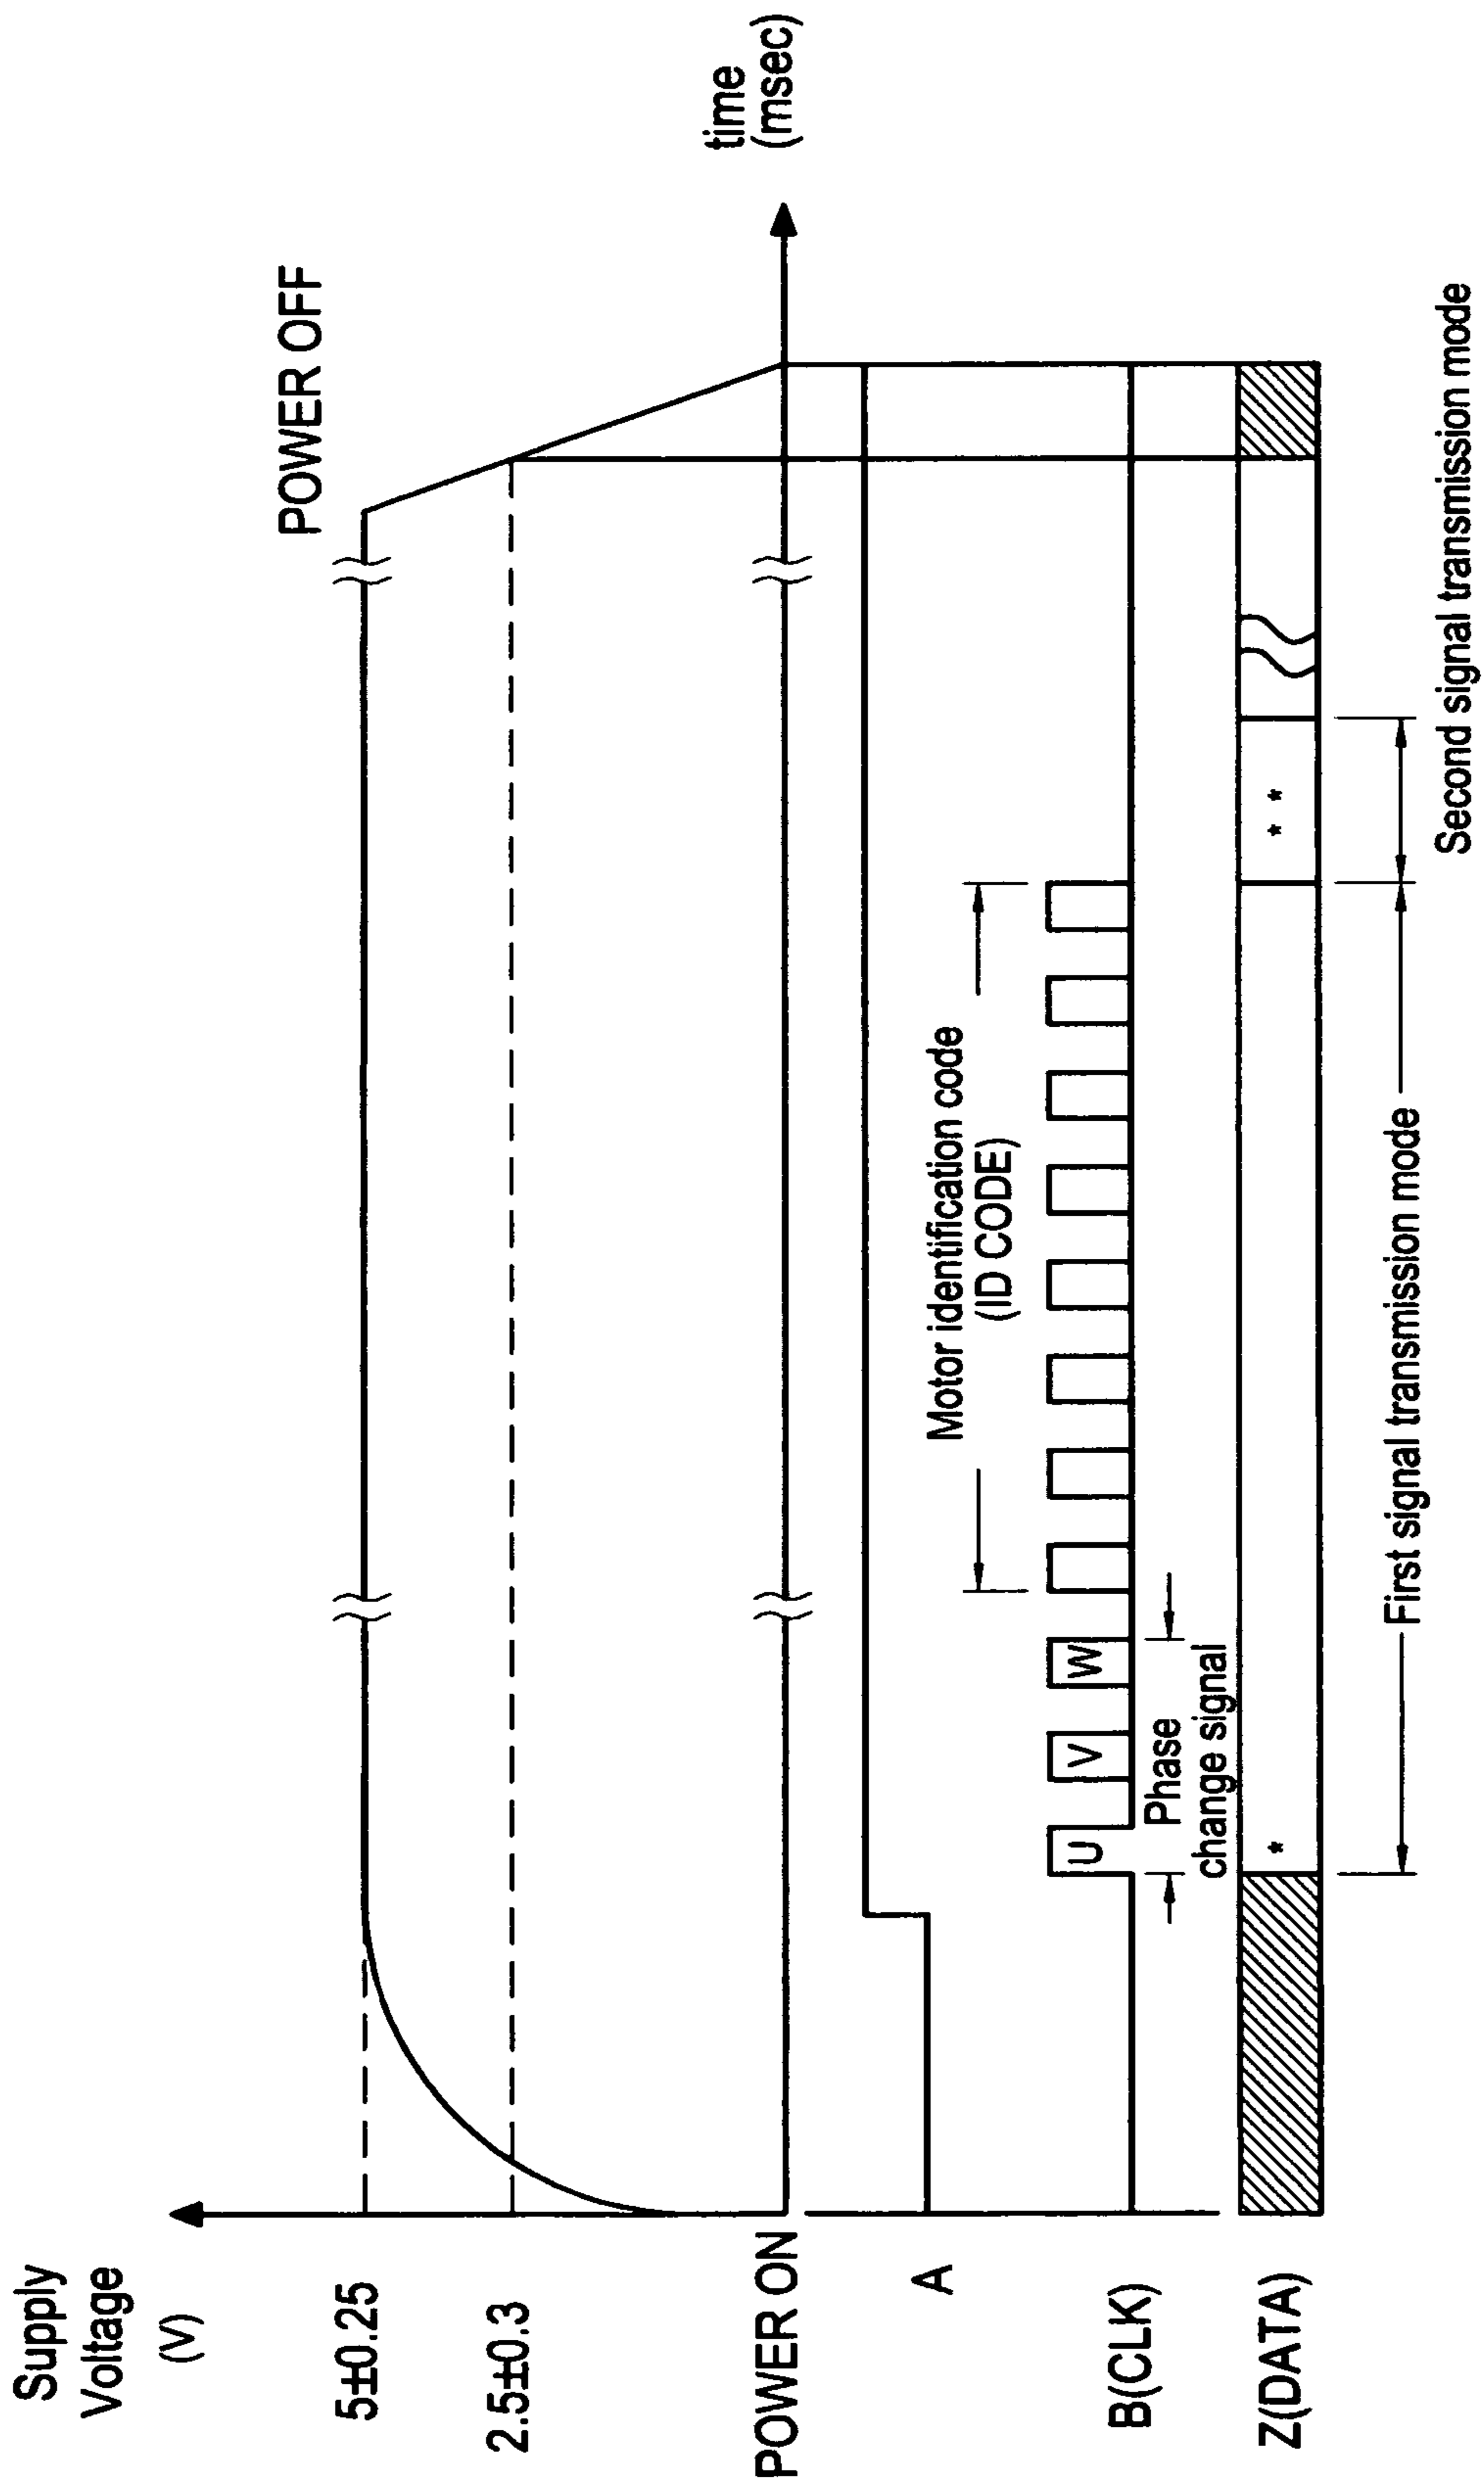 Supply
Voltage
(V)
5±0.25
2.5±0.3
POWER ON
POWER OFF
time
(msec)
A
Motor identification code
(ID CODE)
B(CLK)
U
V
W
Phase
change signal
Z(DATA)
*
* *
First signal transmission mode
Second signal transmission mode